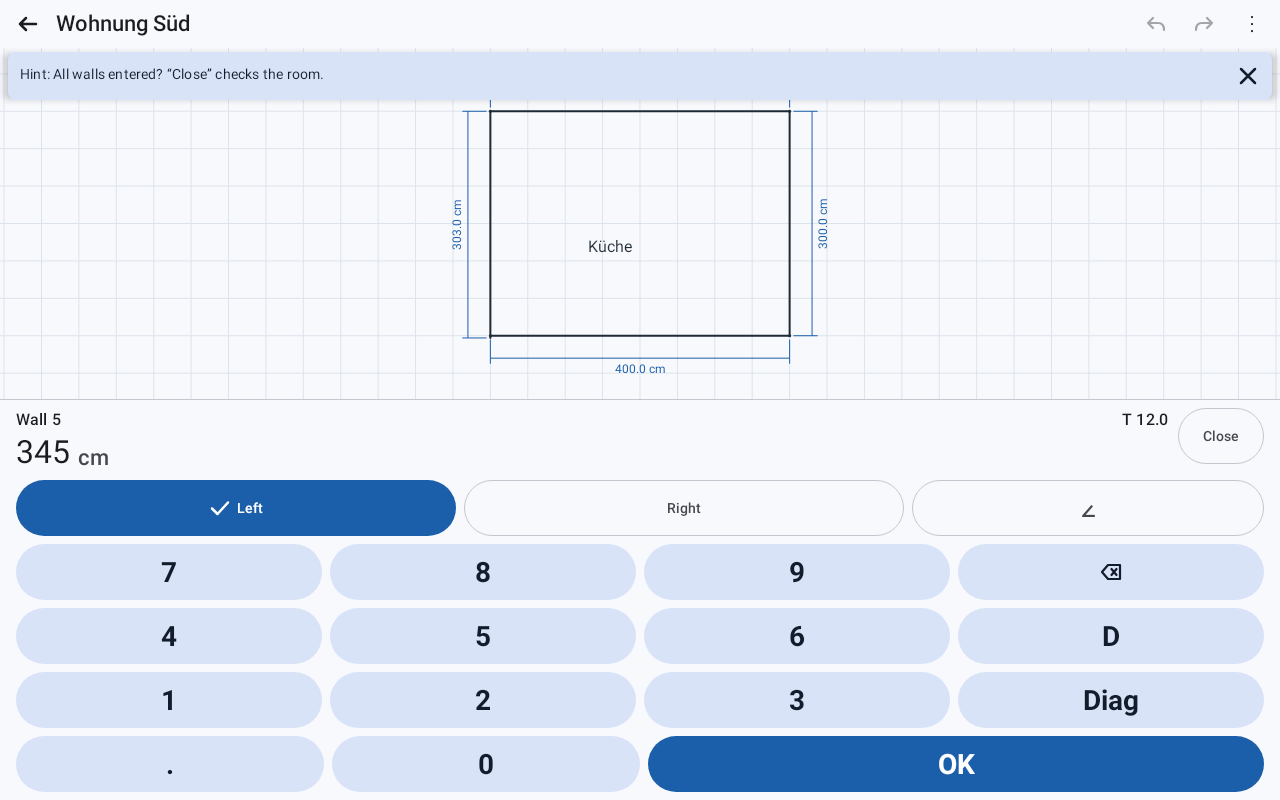 Wohnung Süd
Hint: All walls entered? “Close” checks the room.
303.0 cm
300.0 cm
Küche
400.0 cm
Wall 5
T 12.0
345 cm
Close
Left
Right
7
8
9
4
5
6
D
1
2
3
Diag
.
0
OK